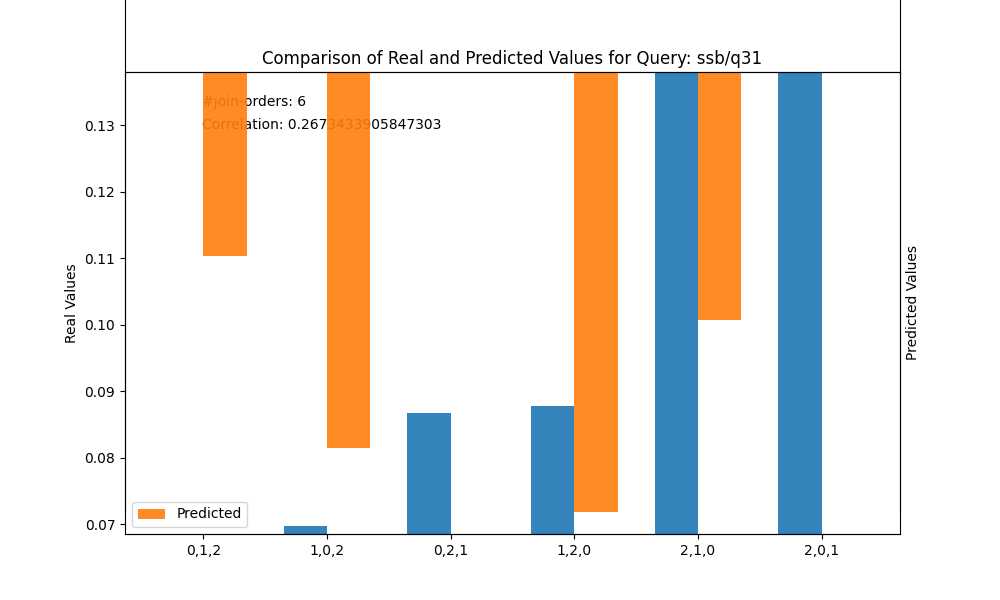 Comparison of Real and Predicted Values for Query: ssb/q31
#join-orders: 6
Correlation: 0.2673433905847303
0.13
0.12
0.11
0.10
0.09
0.08
0.07
Real Values
Predicted Values
Predicted
0,1,2
1,0,2
0,2,1
1,2,0
2,1,0
2,0,1